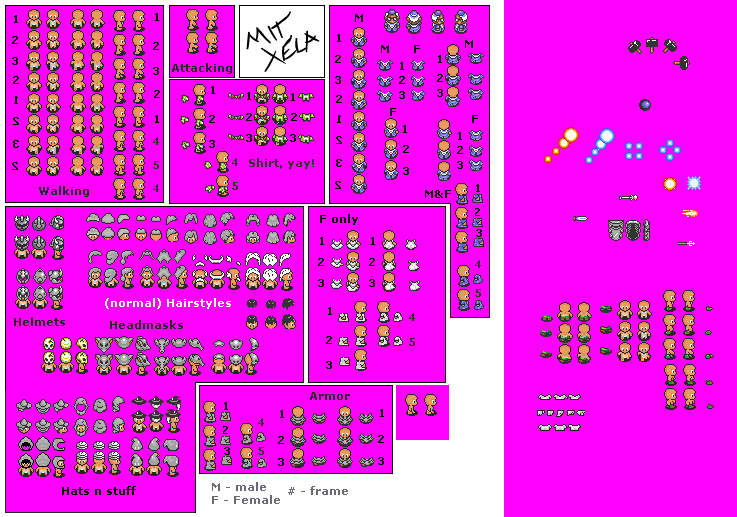 1 1
2 2
3
3
2 2
1 1
2 4
3 5
2 4
Walking
Attacking
MIT
XELA
1 1 1
2 2 2
3 3 3
4
5
Shirt, yay!
M
1
M F M
2 1 1 1
3 2 2 2
2 3 3 3
1 F F
2 1 1
3 2 2
2 3 3
M&F
1
2
3
4
5
Helmets
(normal) Hairstyles
Headmasks
Hats n stuff
F only
1 1
2 2
3 3
1 4
2 5
3
Armor
1 4 1 1
2 5 2 2
3 3 3
M - male
F - Female
# - frame